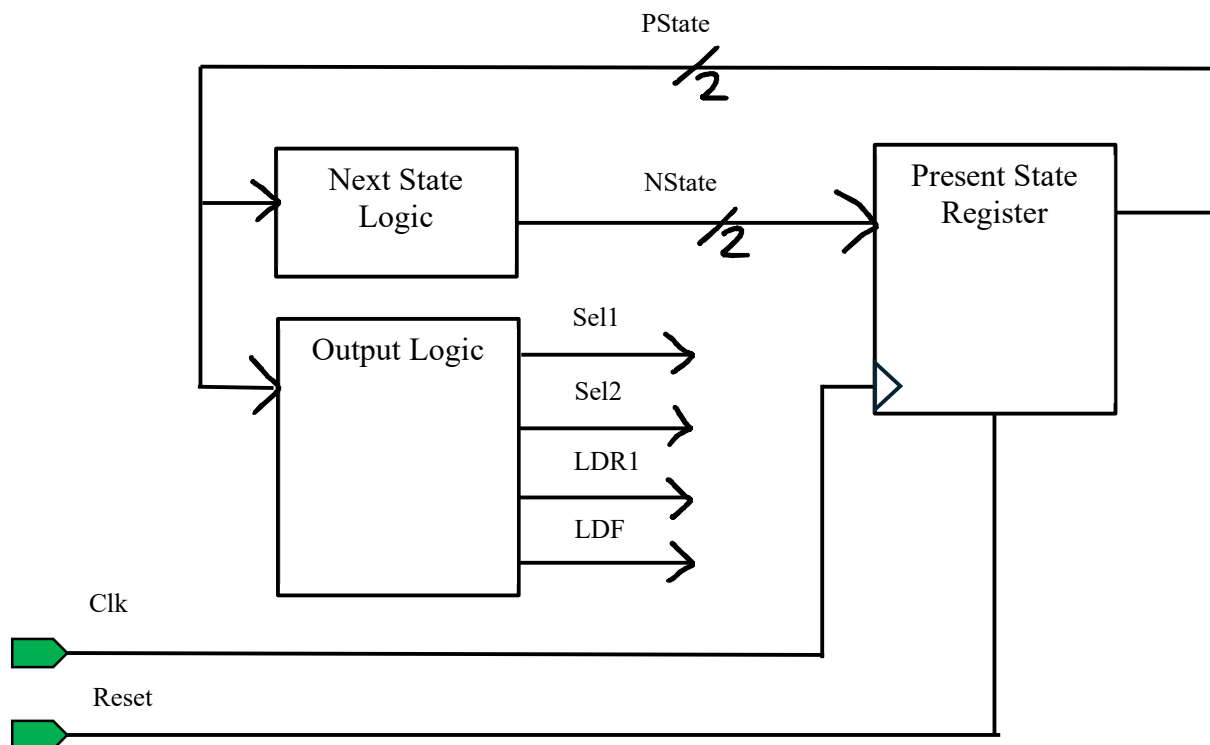 PState
2
Next State
Logic
NState
2
Present State
Register
Output Logic
Sel1
Sel2
LDR1
LDF
Clk
Reset